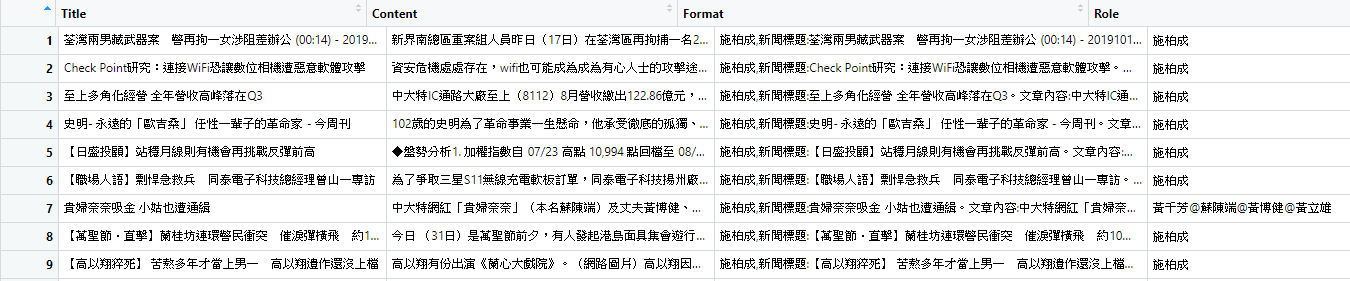 Title Content Format Role
1 荃灣兩男藏武器案 警再拘一女涉阻差辦公 (00:14) - 2019... 新界南總區重案組人員昨日（17日）在荃灣區再拘捕一名2... 施柏成,新聞標題:荃灣兩男藏武器案 警再拘一女涉阻差辦公 (00:14) - 2019101... 施柏成
2 Check Point研究：連接WiFi恐讓數位相機遭惡意軟體攻擊 資安危機處處存在，wifi也可能成為成為有心人士的攻擊途... 施柏成,新聞標題:Check Point研究：連接WiFi恐讓數位相機遭惡意軟體攻擊。... 施柏成
3 至上多角化經營 全年營收高峰落在Q3 中大特IC通路大廠至上（8112）8月營收繳出122.86億元，... 施柏成,新聞標題:至上多角化經營 全年營收高峰落在Q3。文章內容:中大特IC通... 施柏成
4 史明- 永遠的「歐吉桑」 任性一輩子的革命家 - 今周刊 102歲的史明為了革命事業一生懸命，他承受徹底的孤獨、... 施柏成,新聞標題:史明- 永遠的「歐吉桑」 任性一輩子的革命家 - 今周刊。文章... 施柏成
5 【日盛投顧】站穩月線則有機會再挑戰反彈前高 ◆盤勢分析1. 加權指數自 07/23 高點 10,994 點回檔至 08/... 施柏成,新聞標題:【日盛投顧】站穩月線則有機會再挑戰反彈前高。文章內容:... 施柏成
6 【職場人語】剽悍急救兵 同泰電子科技總經理曾山一專訪 為了爭取三星S11無線充電軟板訂單，同泰電子科技揚州廠... 施柏成,新聞標題:【職場人語】剽悍急救兵 同泰電子科技總經理曾山一專訪。... 施柏成
7 貴婦奈奈吸金 小姑也遭通緝 中大特網紅「貴婦奈奈」（本名蘇陳端）及丈夫黃博健、... 施柏成,新聞標題:貴婦奈奈吸金 小姑也遭通緝。文章內容:中大特網紅「貴婦奈... 黃千芳@蘇陳端@黃博健@黃立雄
8 【萬聖節・直擊】蘭桂坊連環警民衝突 催淚彈橫飛 約1... 今日 （31日）是萬聖節前夕，有人發起港島面具集會遊行... 施柏成,新聞標題:【萬聖節・直擊】蘭桂坊連環警民衝突 催淚彈橫飛 約10... 施柏成
9 【高以翔猝死】 苦熬多年才當上男一 高以翔遺作還沒上檔 高以翔有份出演《蘭心大戲院》。（網路圖片）高以翔因... 施柏成,新聞標題:【高以翔猝死】 苦熬多年才當上男一 高以翔遺作還沒上檔... 施柏成